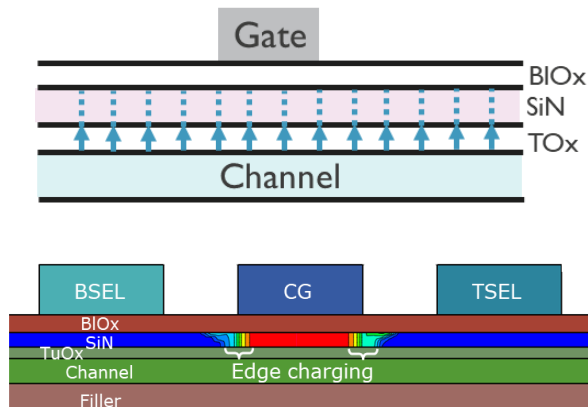 Gate
BlOx
SiN
TOx
Channel
BSEL
CG
TSEL
BlOx
SiN
TuOx
Channel
Edge charging
Filler